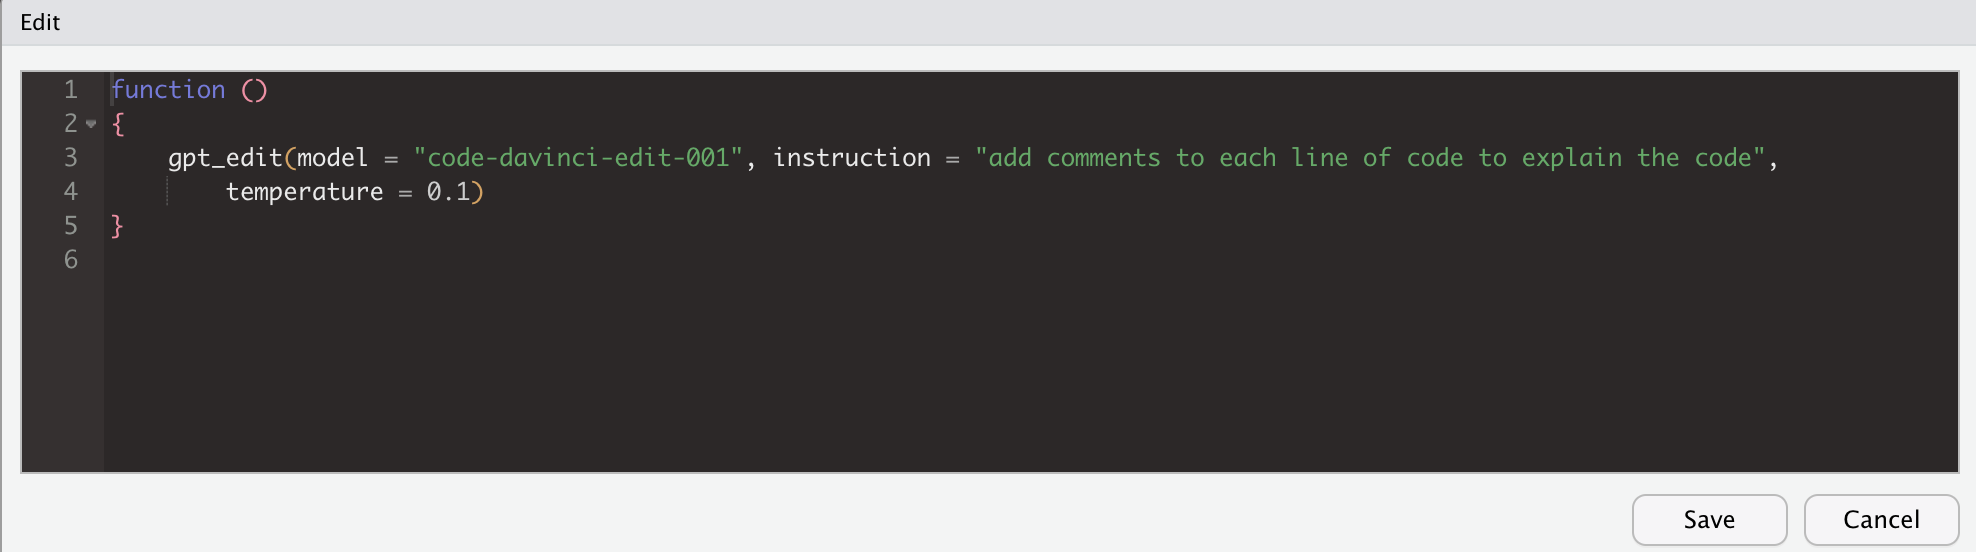 Edit
1 function ()
2 {
3     gpt_edit(model = "code-davinci-edit-001", instruction = "add comments to each line of code to explain the code",
4         temperature = 0.1)
5 }
6
Save Cancel